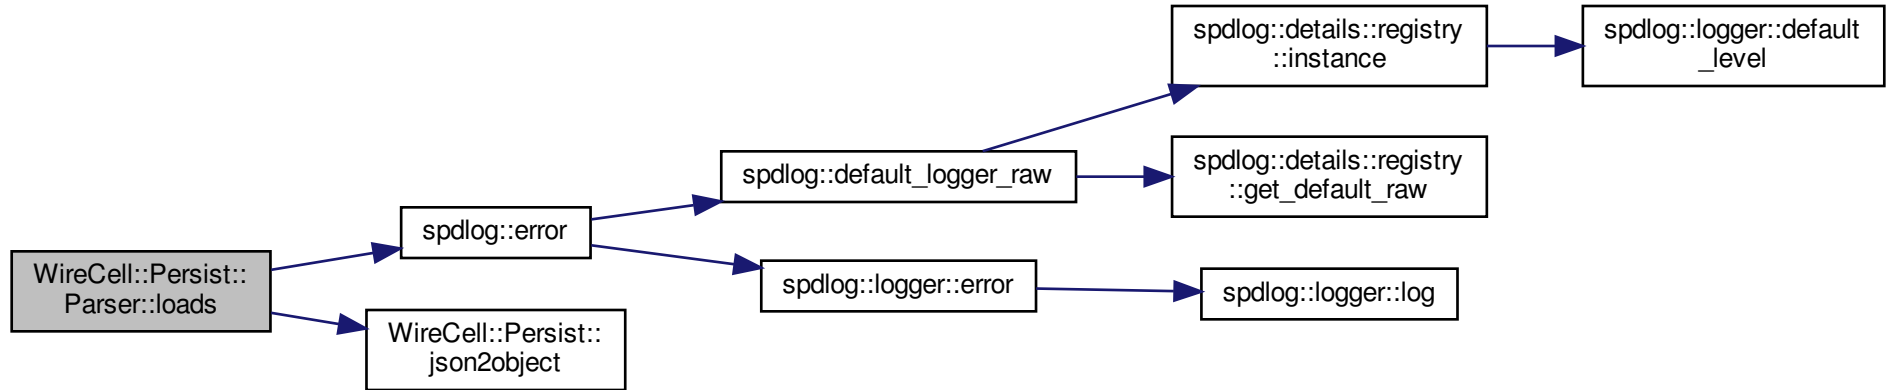 WireCell::Persist::
Parser::loads
spdlog::error
WireCell::Persist::
json2object
spdlog::default_logger_raw
spdlog::logger::error
spdlog::details::registry
::instance
spdlog::details::registry
::get_default_raw
spdlog::logger::log
spdlog::logger::default
_level